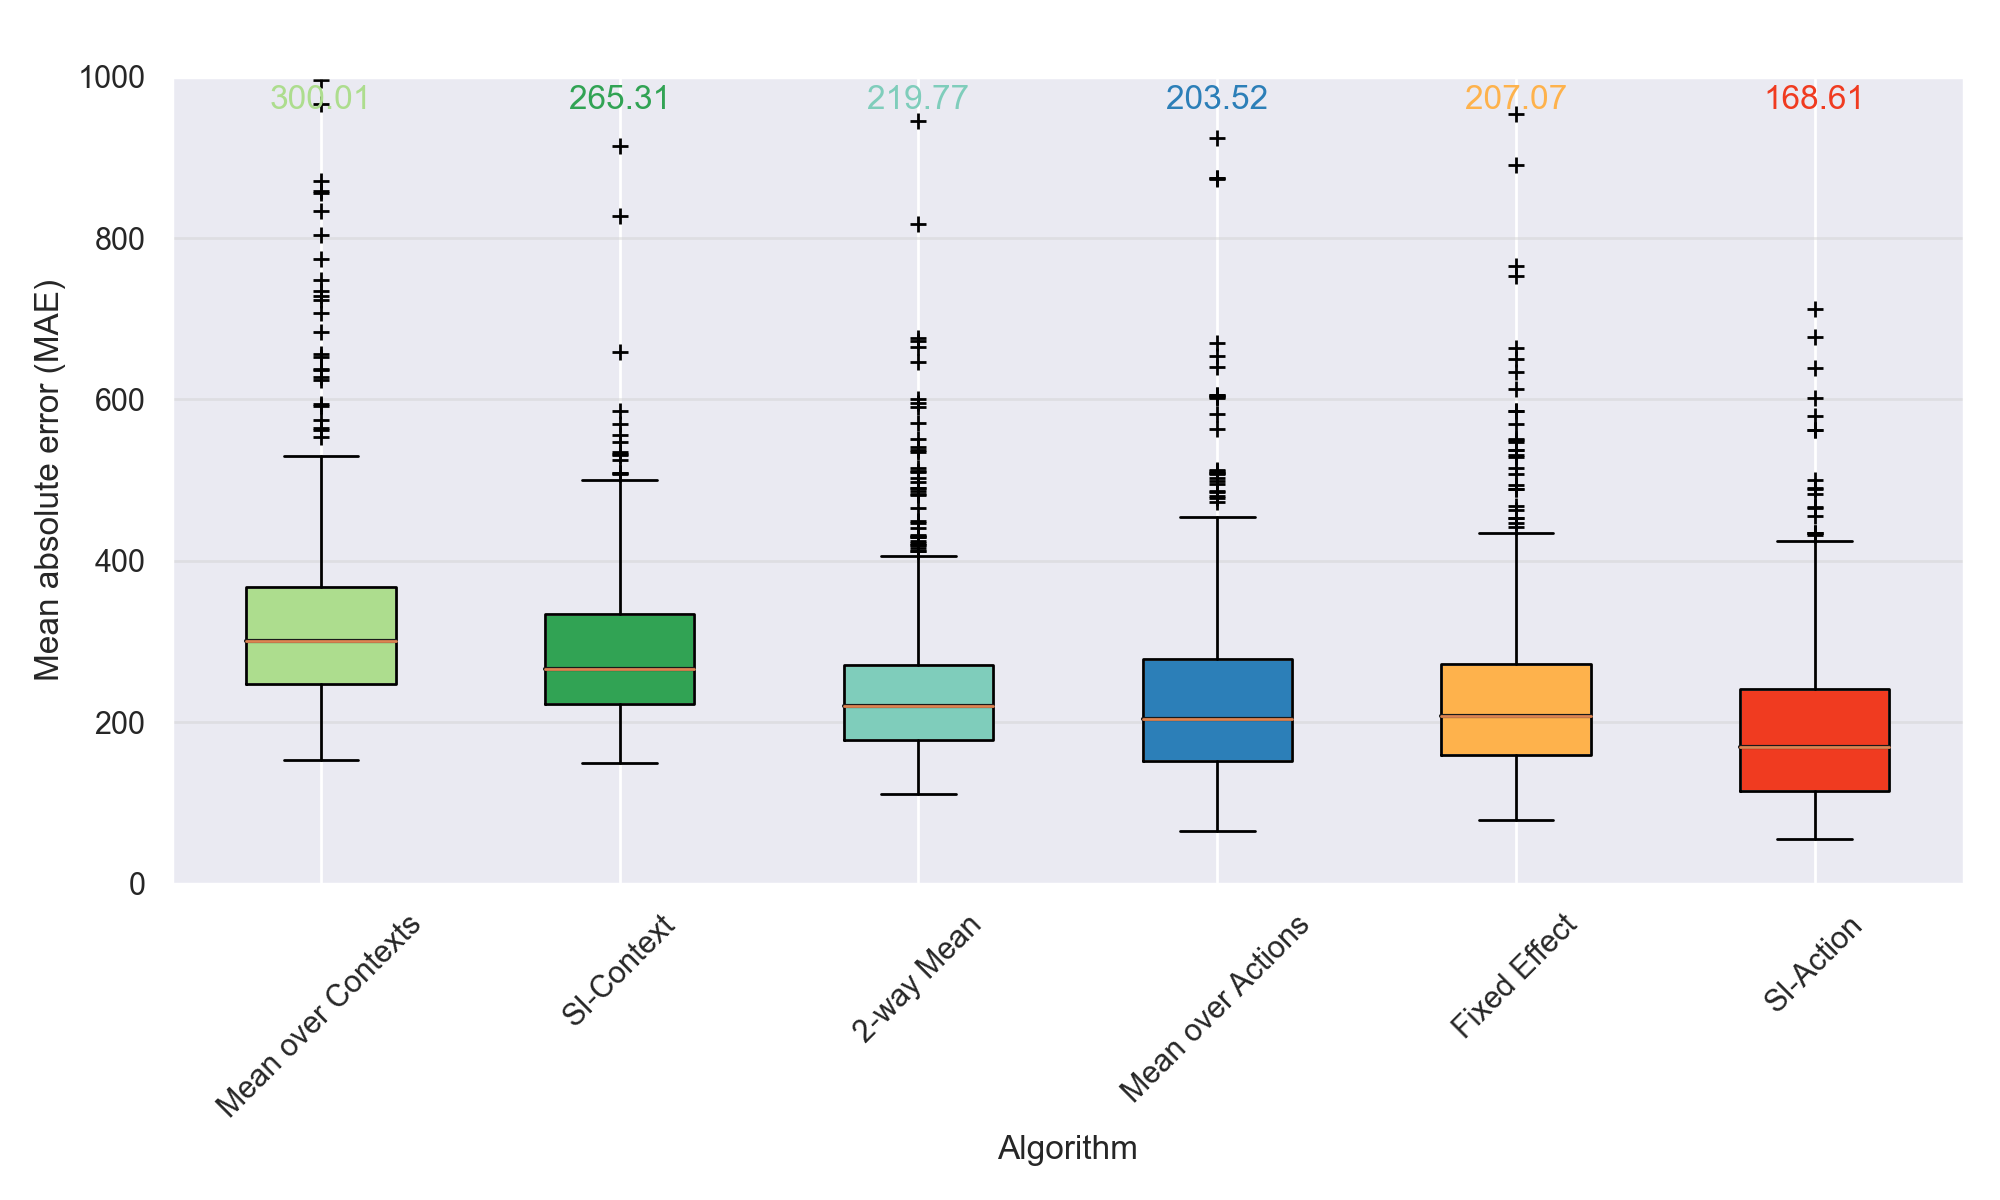 1000
800
600
400
200
0
Mean absolute error (MAE)
300.01
265.31
219.77
203.52
207.07
168.61
Mean over Contexts
SI-Context
2-way Mean
Mean over Actions
Fixed Effect
SI-Action
Algorithm